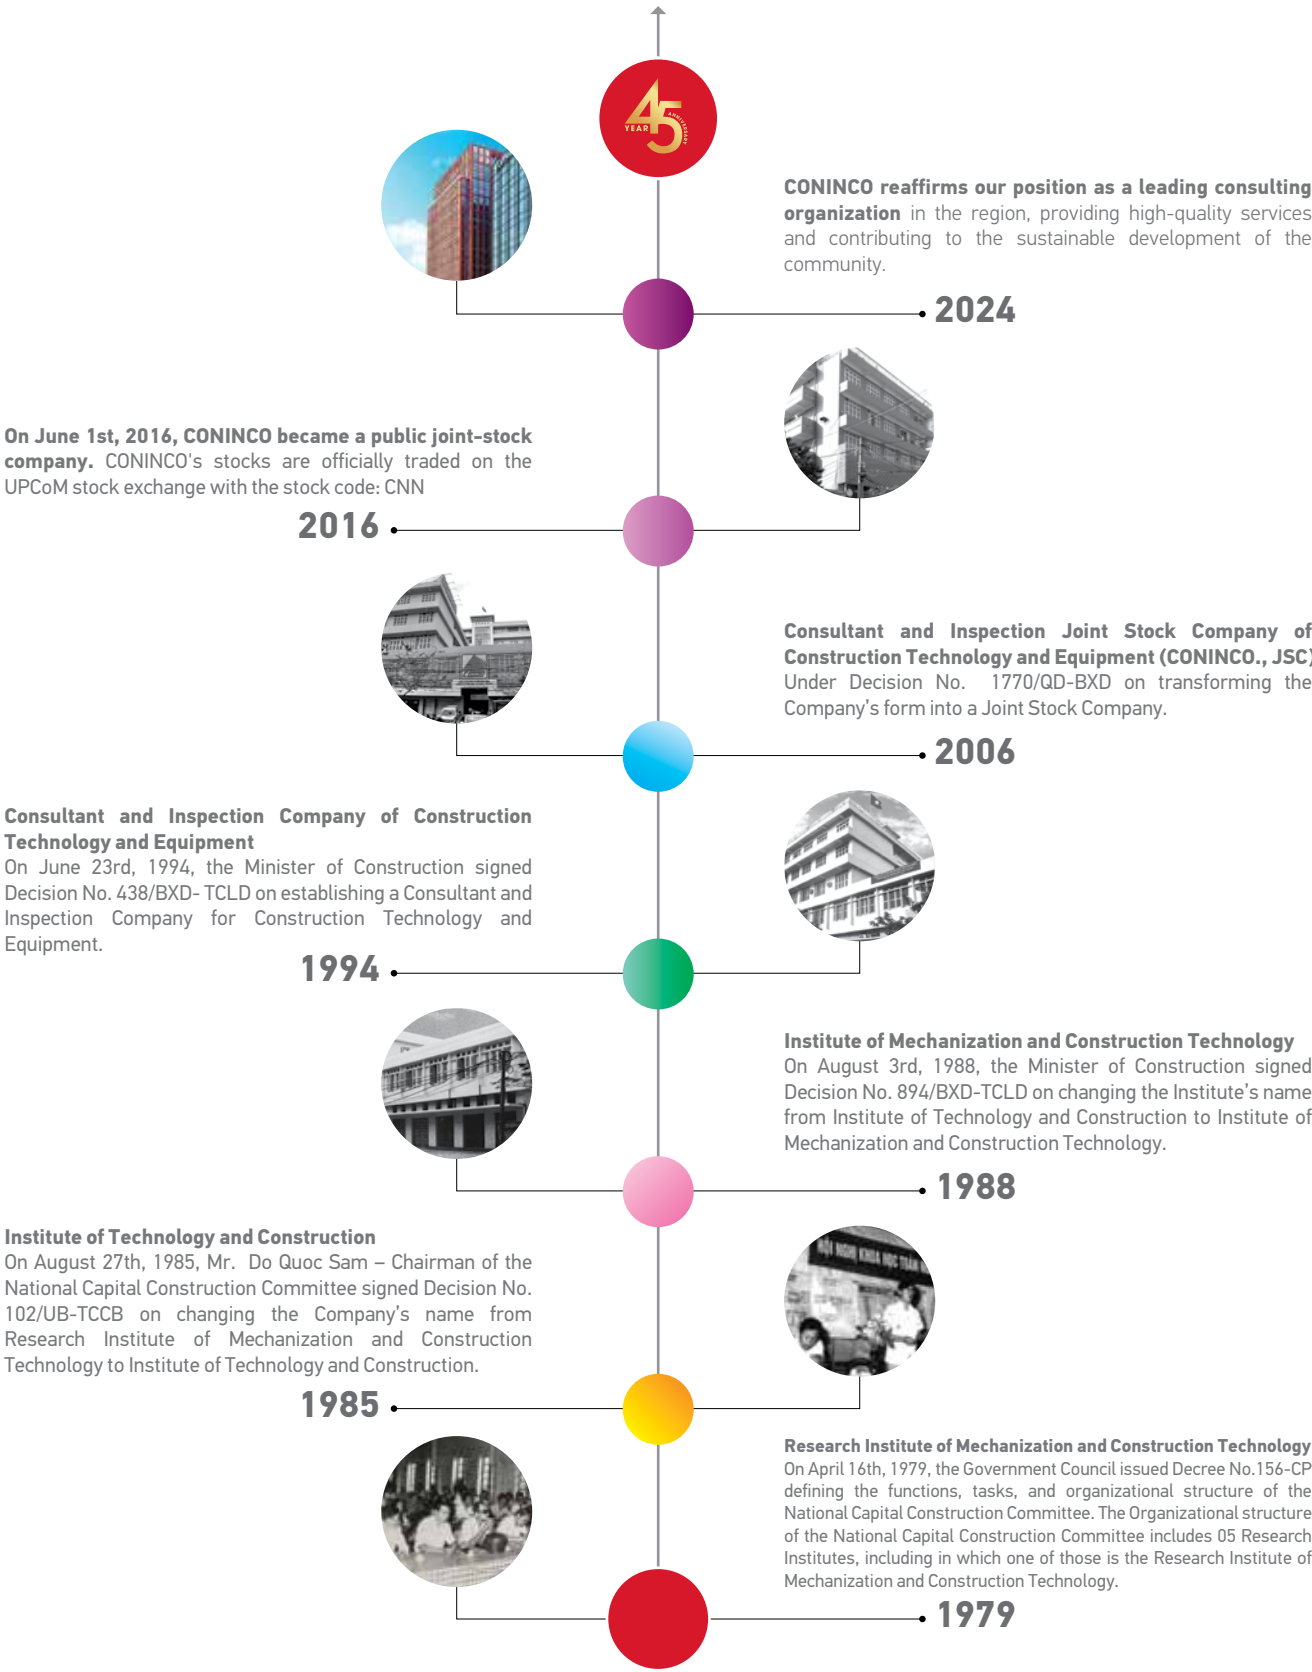 45
YEAR
ANNIVERSARY
CONINCO reaffirms our position as a leading consulting
organization in the region, providing high-quality services
and contributing to the sustainable development of the
community.
2024
On June 1st, 2016, CONINCO became a public joint-stock
company. CONINCO's stocks are officially traded on the
UPCoM stock exchange with the stock code: CNN
2016
Consultant and Inspection Joint Stock Company of
Construction Technology and Equipment (CONINCO., JSC)
Under Decision No. 1770/QD-BXD on transforming the
Company's form into a Joint Stock Company.
2006
Consultant and Inspection Company of Construction
Technology and Equipment
On June 23rd, 1994, the Minister of Construction signed
Decision No. 438/BXD- TCLD on establishing a Consultant and
Inspection Company for Construction Technology and
Equipment.
1994
Institute of Mechanization and Construction Technology
On August 3rd, 1988, the Minister of Construction signed
Decision No. 894/BXD-TCLD on changing the Institute's name
from Institute of Technology and Construction to Institute of
Mechanization and Construction Technology.
1988
Institute of Technology and Construction
On August 27th, 1985, Mr. Do Quoc Sam – Chairman of the
National Capital Construction Committee signed Decision No.
102/UB-TCCB on changing the Company's name from
Research Institute of Mechanization and Construction
Technology to Institute of Technology and Construction.
1985
HỘI NGHỊ KHOA HỌC TOÀN
Research Institute of Mechanization and Construction Technology
On April 16th, 1979, the Government Council issued Decree No.156-CP
defining the functions, tasks, and organizational structure of the
National Capital Construction Committee. The Organizational structure
of the National Capital Construction Committee includes 05 Research
Institutes, including in which one of those is the Research Institute of
Mechanization and Construction Technology.
1979